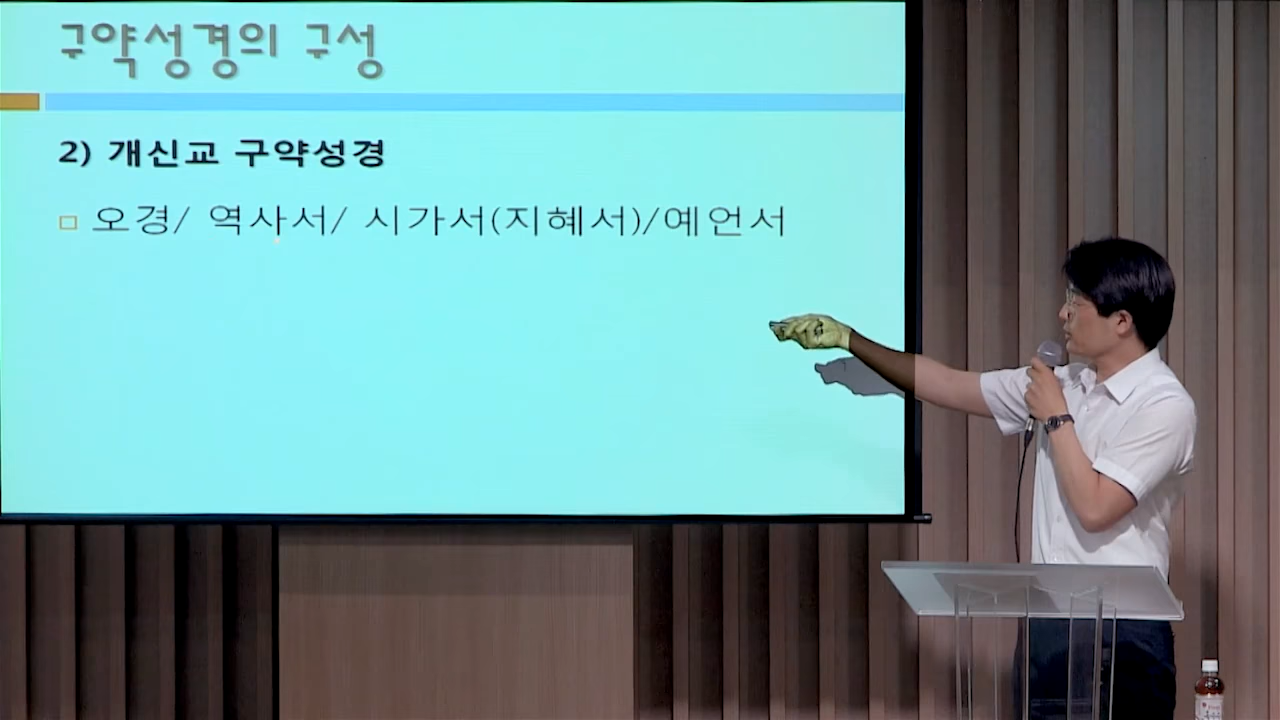 구약성경의 구성
2) 개신교 구약성경
오경/ 역사서/ 시가서(지혜서)/예언서